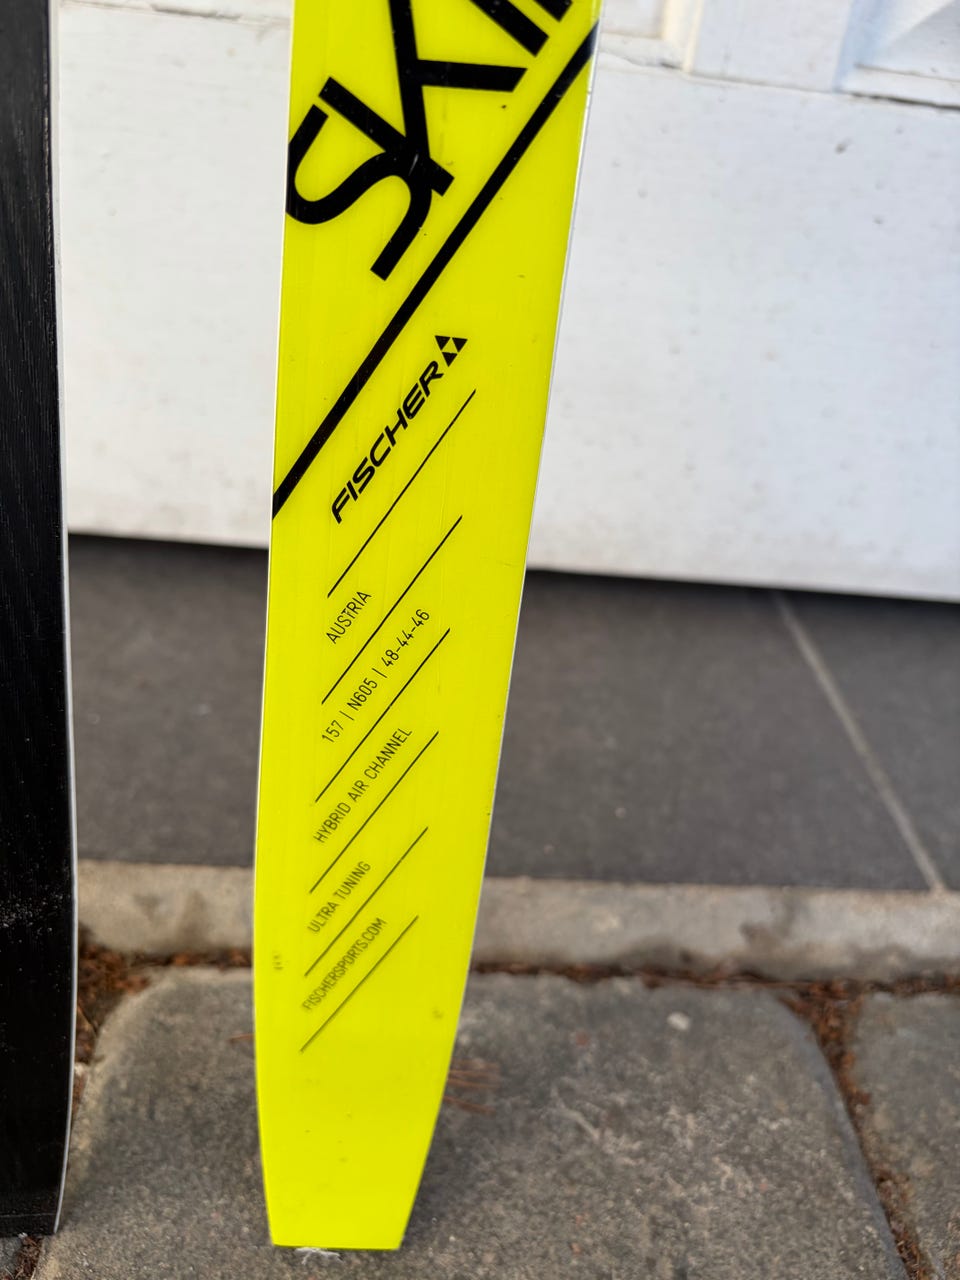 SKI
FISCHER
AUSTRIA
157 | N605 | 48-44-46
HYBRID AIR CHANNEL
ULTRA TUNING
FISCHERSPORTS.COM